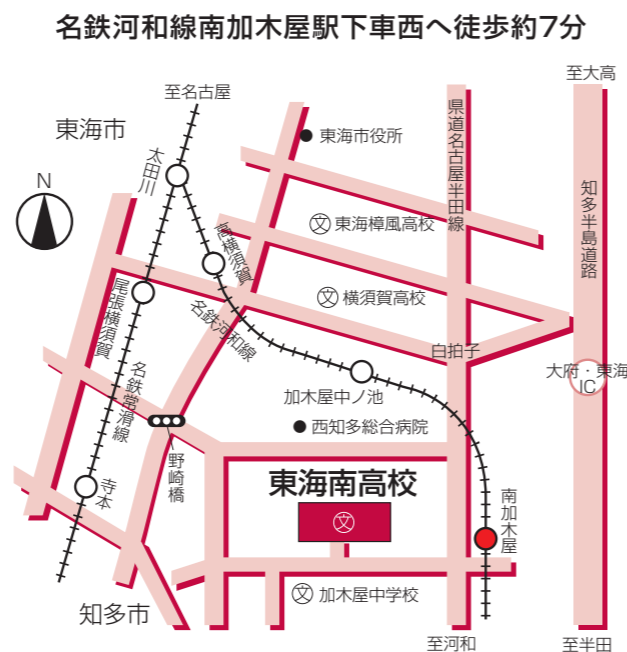 名鉄河和線南加木屋駅下車西へ徒歩約7分
至大高
至名古屋
東海市
東海市役所
県道名古屋半田線
太田川
N
知多半島道路
文 東海樟風高校
高横須賀
文 横須賀高校
尾張横須賀
名鉄河和線
白拍子
大府・東海
IC
加木屋中ノ池
名鉄常滑線
西知多総合病院
野崎橋
東海南高校
寺本
文
南加木屋
文 加木屋中学校
知多市
至河和
至半田